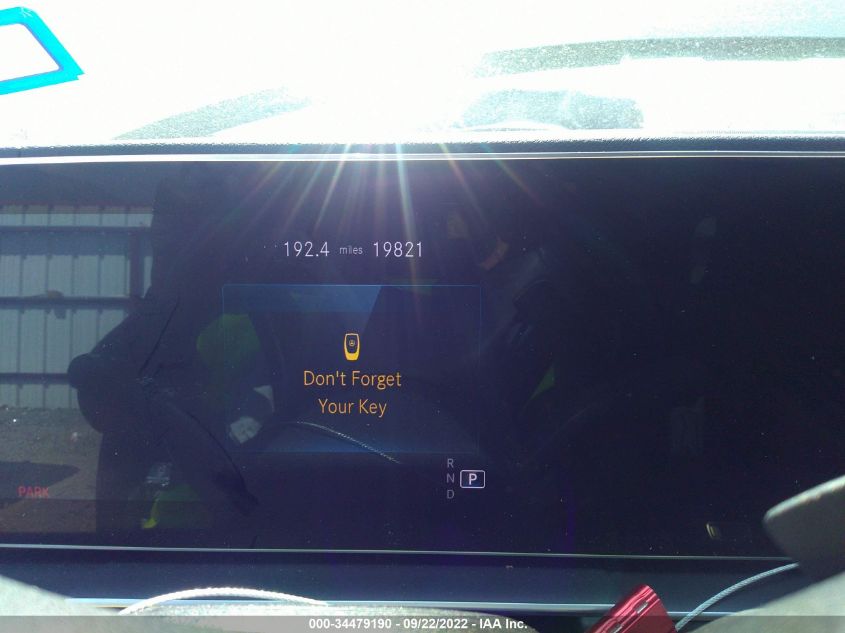 192.4 miles 19821
Don't Forget
Your Key
R
N P
D
PARK
000-34479190 - 09/22/2022 - IAA Inc.